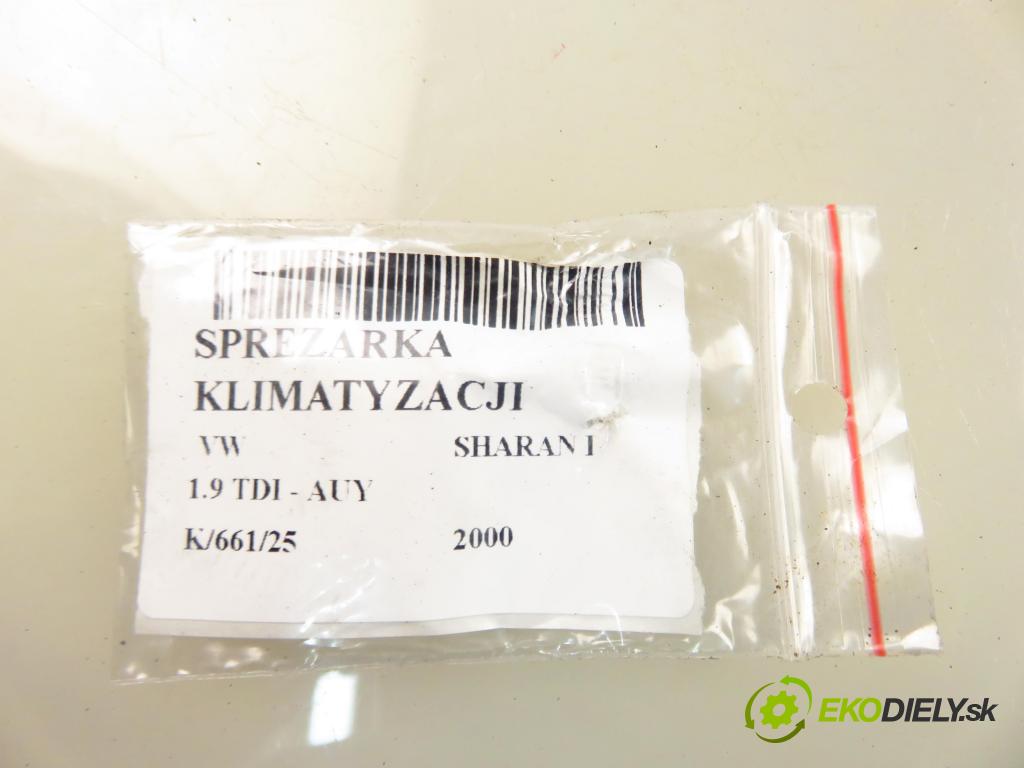 SPREZARKA
KLIMATYZACJI
VW SHARAN I
1.9 TDI - AUY
K/661/25 2000
EKODIELY.sk